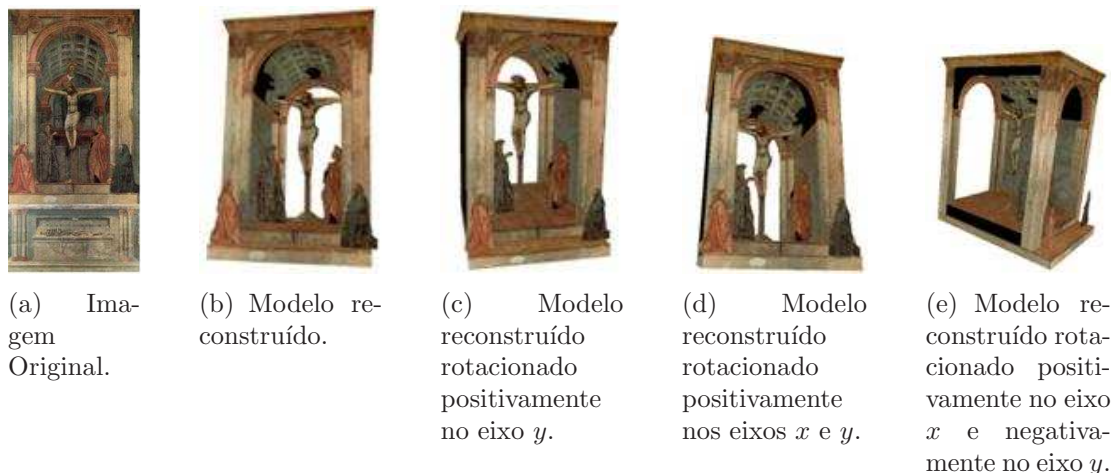 (a) Ima-
gem
Original.
(b) Modelo re-
construído.
(c) Modelo
reconstruído
rotacionado
positivamente
no eixo y.
(d) Modelo
reconstruído
rotacionado
positivamente
nos eixos x e y.
(e) Modelo re-
construído rota-
cionado positi-
vamente no eixo
x e negativa-
mente no eixo y.